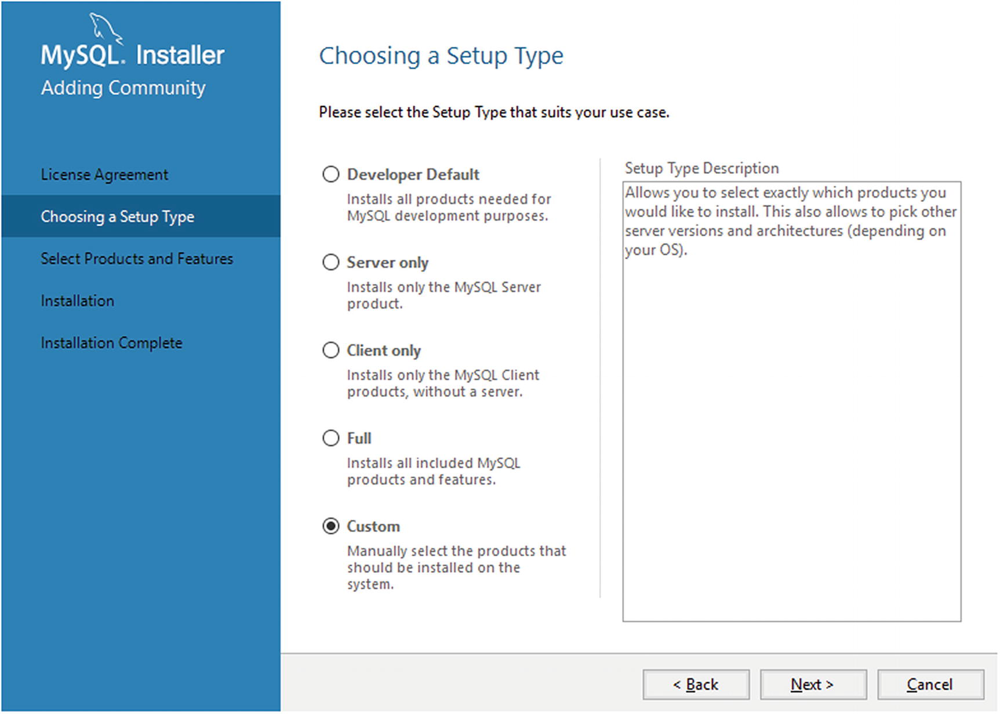 MySQL. Installer
Adding Community
License Agreement
Choosing a Setup Type
Select Products and Features
Installation
Installation Complete
Choosing a Setup Type
Please select the Setup Type that suits your use case.
Developer Default
Installs all products needed for
MySQL development purposes.
Server only
Installs only the MySQL Server
product.
Client only
Installs only the MySQL Client
products, without a server.
Full
Installs all included MySQL
products and features.
Custom
Manually select the products that
should be installed on the
system.
Setup Type Description
Allows you to select exactly which products you
would like to install. This also allows to pick other
server versions and architectures (depending on
your OS).
< Back
Next >
Cancel